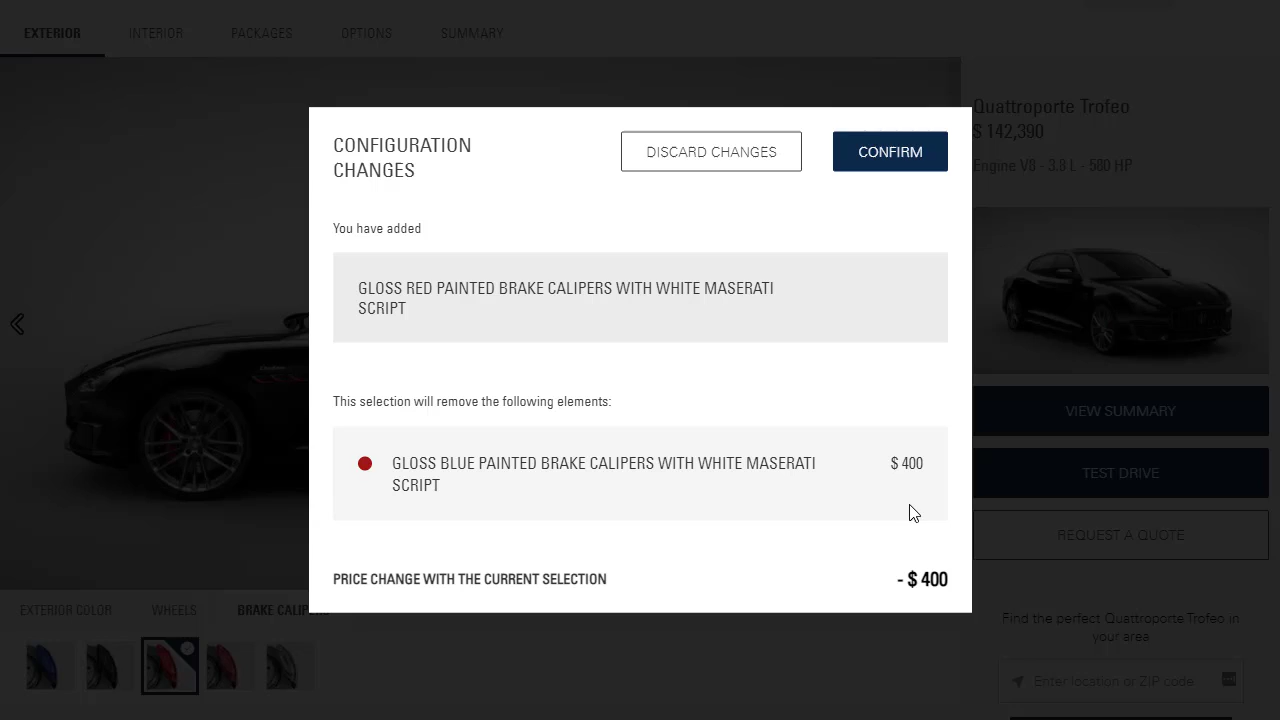 EXTERIOR
INTERIOR
PACKAGES
OPTIONS
SUMMARY
Quattroporte Trofeo
$ 142,390
Engine V8 - 3.8 L - 580 HP
CONFIGURATION
CHANGES
DISCARD CHANGES
CONFIRM
You have added
GLOSS RED PAINTED BRAKE CALIPERS WITH WHITE MASERATI
SCRIPT
This selection will remove the following elements:
GLOSS BLUE PAINTED BRAKE CALIPERS WITH WHITE MASERATI
$ 400
SCRIPT
PRICE CHANGE WITH THE CURRENT SELECTION
- $ 400
VIEW SUMMARY
TEST DRIVE
REQUEST A QUOTE
EXTERIOR COLOR
WHEELS
BRAKE CALIPERS
Find the perfect Quattroporte Trofeo in
your area
Enter location or ZIP code